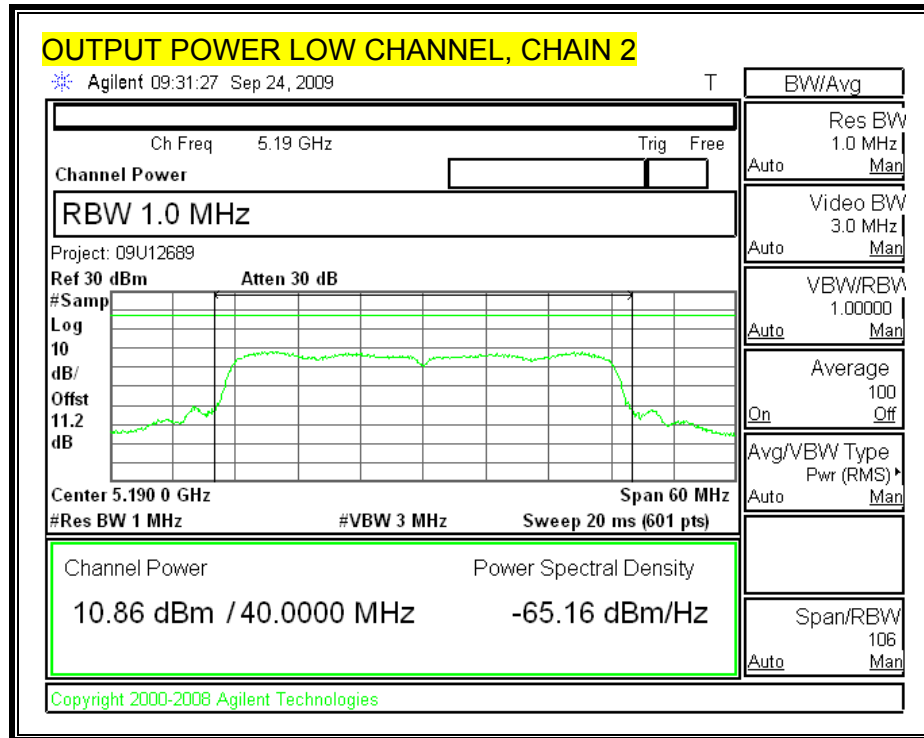 OUTPUT POWER LOW CHANNEL, CHAIN 2
Agilent 09:31:27 Sep 24, 2009 T
Ch Freq 5.19 GHz Trig Free
Channel Power
RBW 1.0 MHz
Project: 09U12689
Ref 30 dBm Atten 30 dB
#Samp
Log
10
dB/
Offst
11.2
dB
Center 5.190 0 GHz Span 60 MHz
#Res BW 1 MHz #VBW 3 MHz Sweep 20 ms (601 pts)
Channel Power Power Spectral Density
10.86 dBm / 40.0000 MHz -65.16 dBm/Hz
Copyright 2000-2008 Agilent Technologies
BW/Avg
Res BW
1.0 MHz
Auto Man
Video BW
3.0 MHz
Auto Man
VBW/RBW
1.00000
Auto Man
Average
100
On Off
Avg/VBW Type
Pwr (RMS)
Auto Man
Span/RBW
106
Auto Man